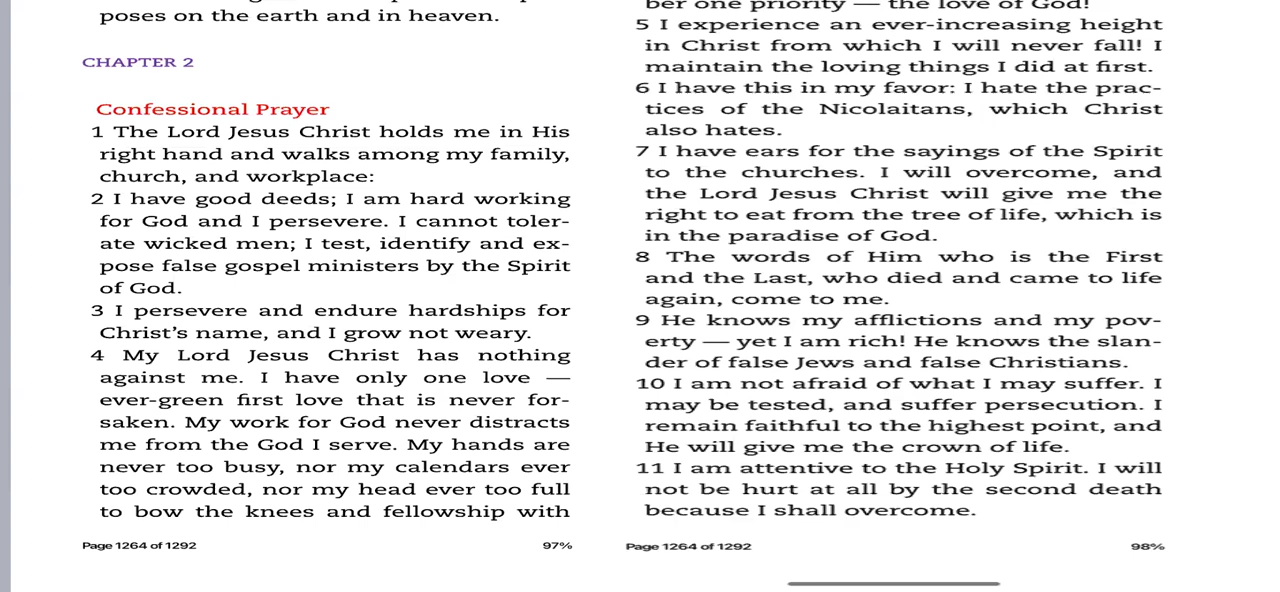 poses on the earth and in heaven.
CHAPTER 2
Confessional Prayer
1 The Lord Jesus Christ holds me in His
right hand and walks among my family,
church, and workplace:
2 I have good deeds; I am hard working
for God and I persevere. I cannot toler-
ate wicked men; I test, identify and ex-
pose false gospel ministers by the Spirit
of God.
3 I persevere and endure hardships for
Christ's name, and I grow not weary.
4 My Lord Jesus Christ has nothing
against me. I have only one love —
ever-green first love that is never for-
saken. My work for God never distracts
me from the God I serve. My hands are
never too busy, nor my calendars ever
too crowded, nor my head ever too full
to bow the knees and fellowship with
Page 1264 of 1292 97%
ber one priority — the love of God!
5 I experience an ever-increasing height
in Christ from which I will never fall! I
maintain the loving things I did at first.
6 I have this in my favor: I hate the prac-
tices of the Nicolaitans, which Christ
also hates.
7 I have ears for the sayings of the Spirit
to the churches. I will overcome, and
the Lord Jesus Christ will give me the
right to eat from the tree of life, which is
in the paradise of God.
8 The words of Him who is the First
and the Last, who died and came to life
again, come to me.
9 He knows my afflictions and my pov-
erty — yet I am rich! He knows the slan-
der of false Jews and false Christians.
10 I am not afraid of what I may suffer. I
may be tested, and suffer persecution. I
remain faithful to the highest point, and
He will give me the crown of life.
11 I am attentive to the Holy Spirit. I will
not be hurt at all by the second death
because I shall overcome.
Page 1264 of 1292 98%